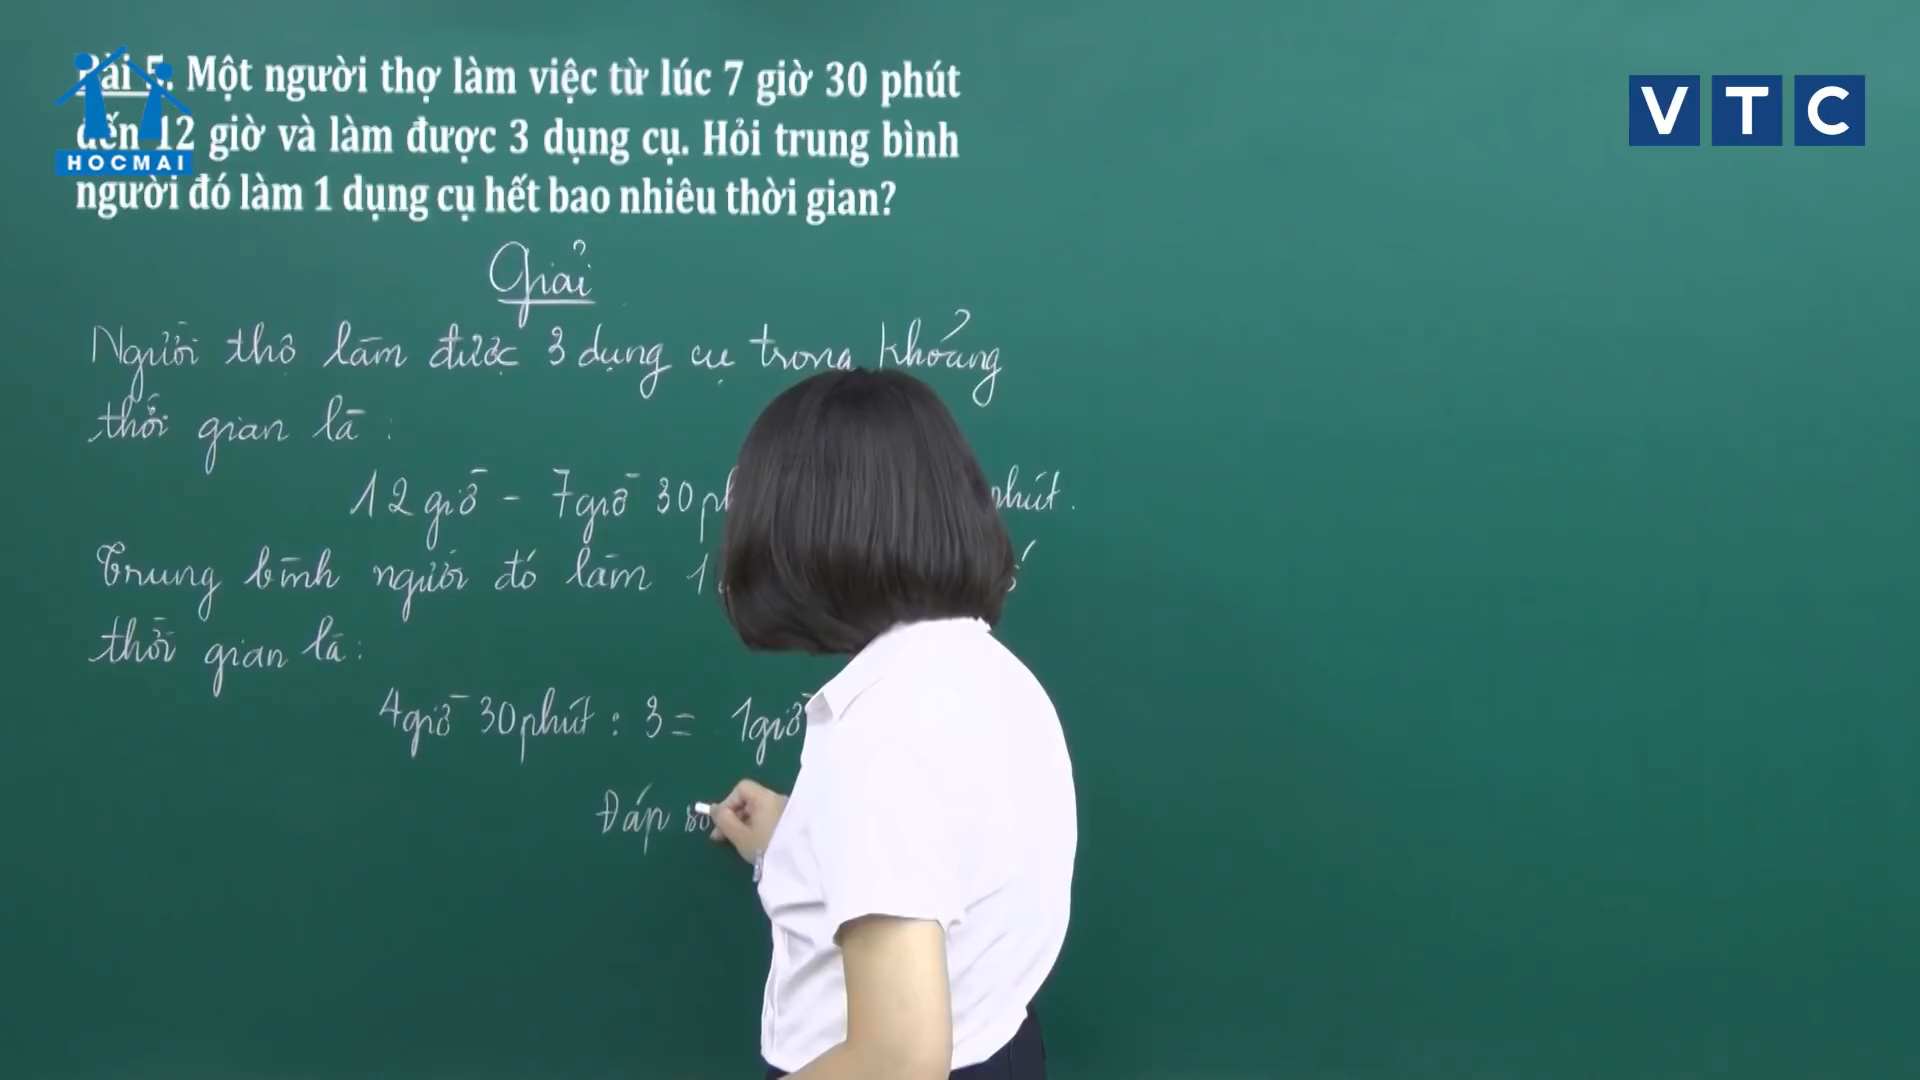 Bài 5. Một người thợ làm việc từ lúc 7 giờ 30 phút
đến 12 giờ và làm được 3 dụng cụ. Hỏi trung bình
người đó làm 1 dụng cụ hết bao nhiêu thời gian?
HOCMAI
VTC
Giải
Người thợ làm được 3 dụng cụ trong khoảng
thời gian là:
12 giờ - 7 giờ 30 phút.
Trung bình người đó làm 1
thời gian là:
4 giờ 30 phút : 3 = 1 giờ
Đáp số